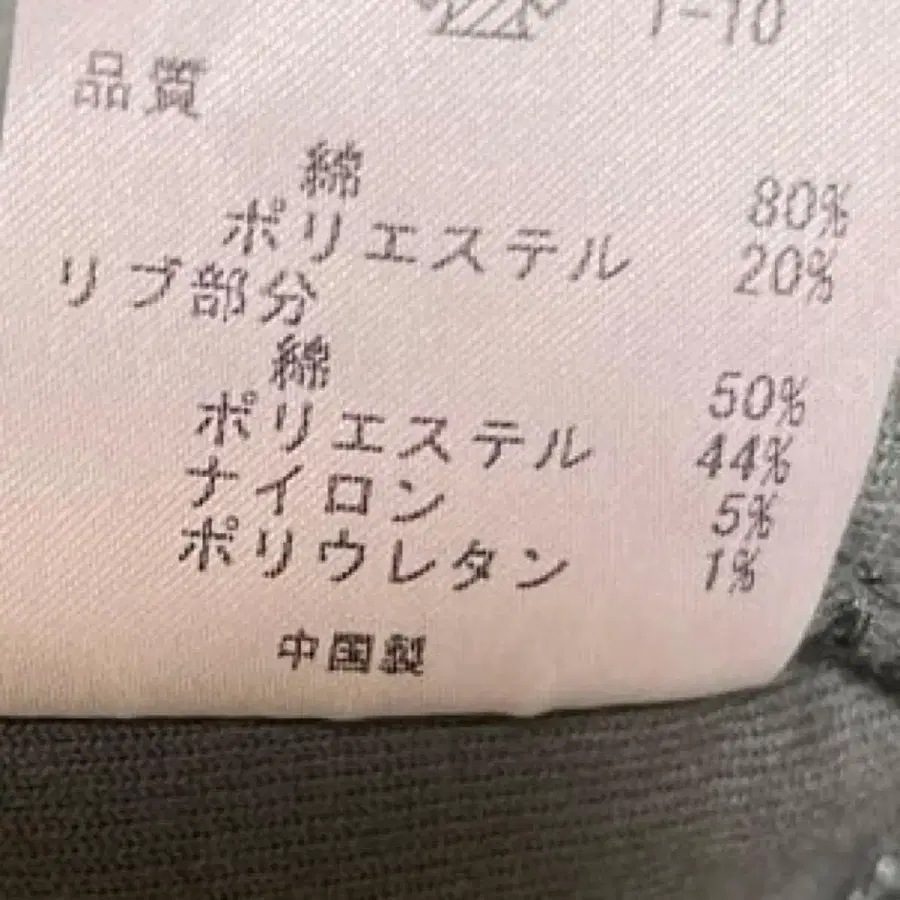 1-10
品質
綿 80%
ポリエステル 20%
リブ部分
綿 50%
ポリエステル 44%
ナイロン 5%
ポリウレタン 1%
中国製